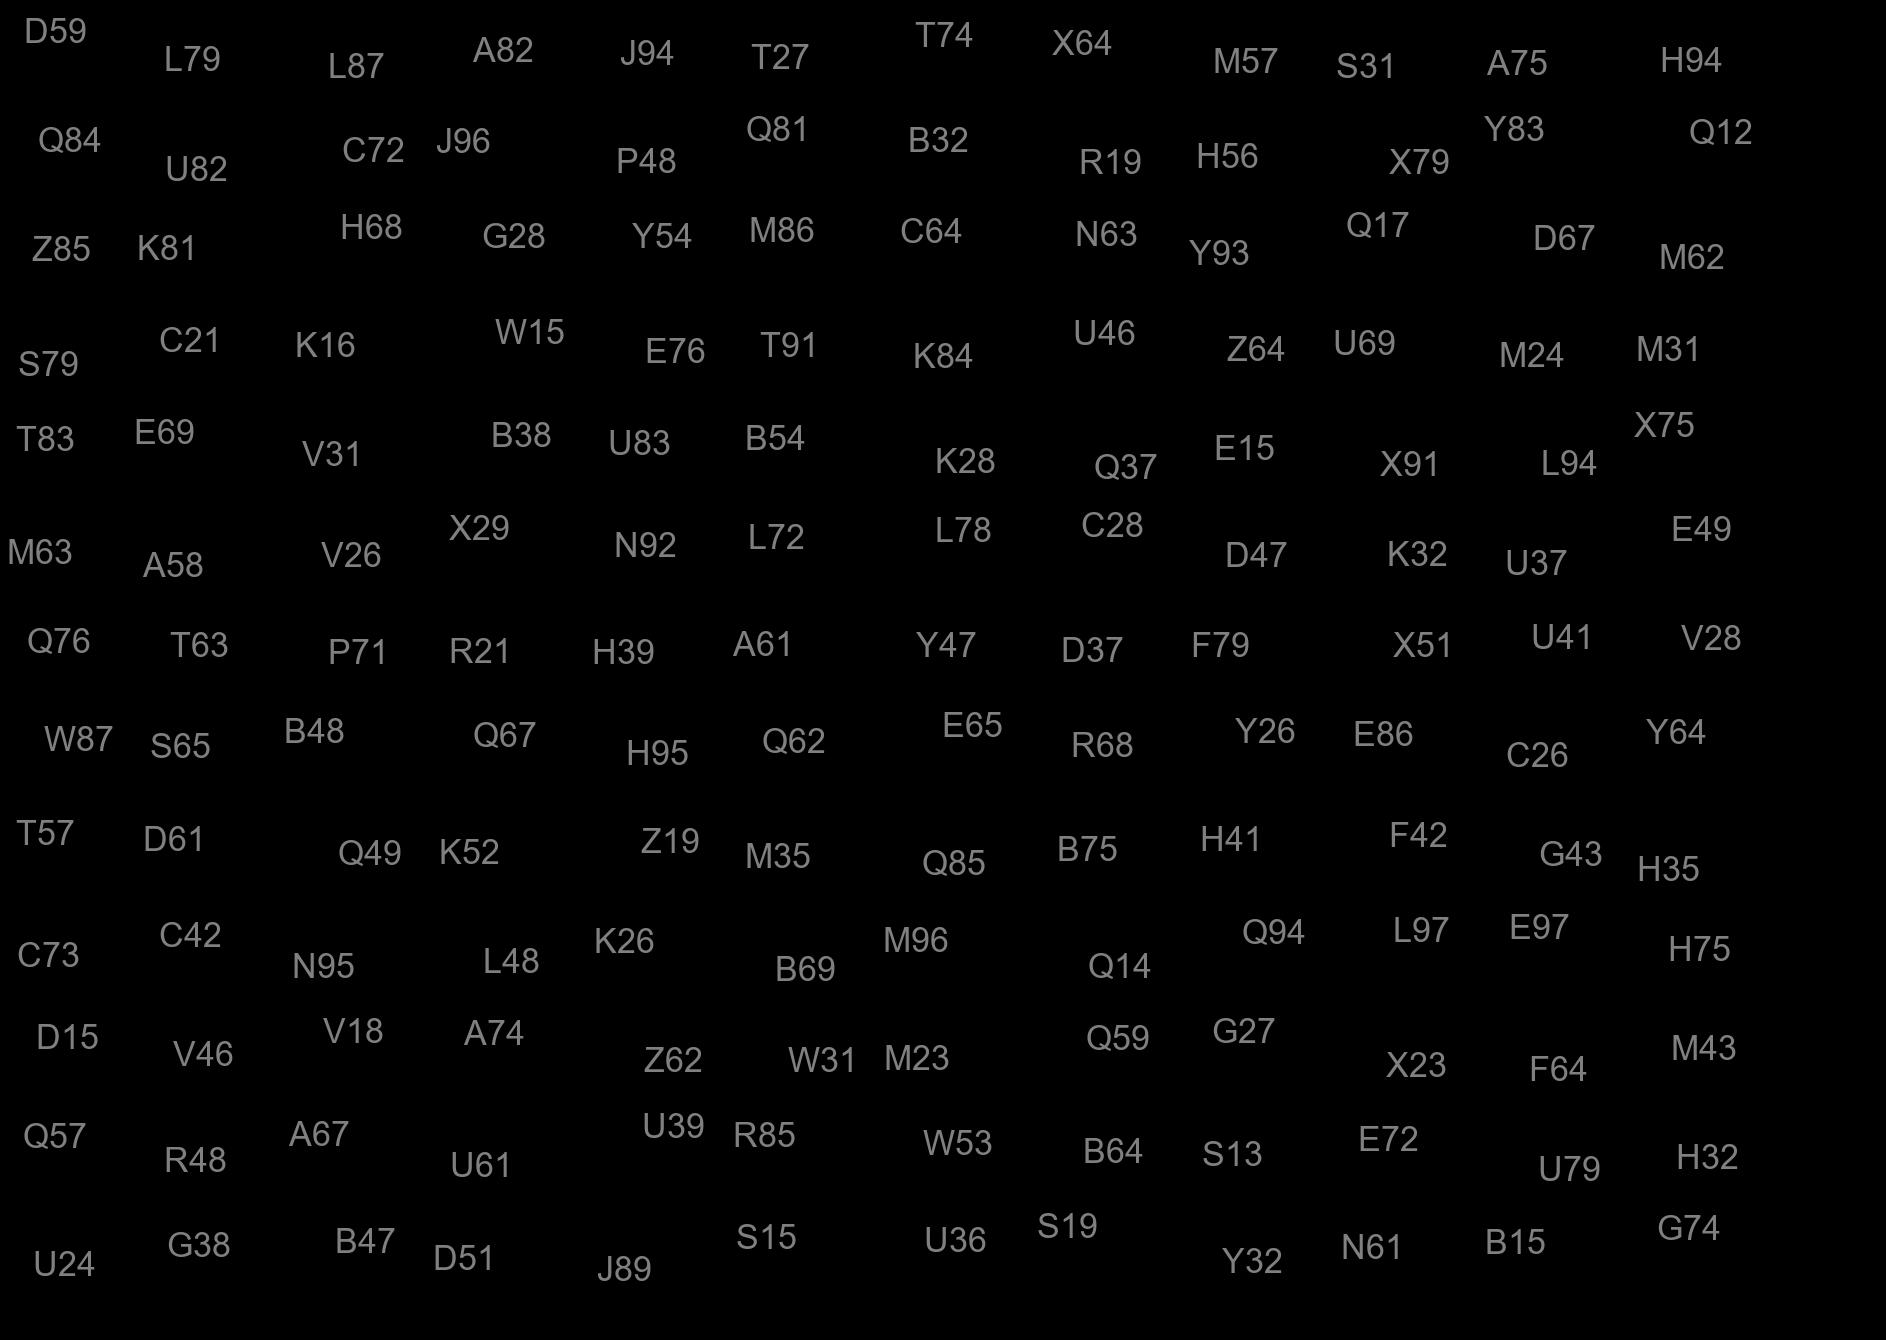 D59 L79 L87 A82 J94 T27 T74 X64 M57 S31 A75 H94
Q84 U82 C72 J96 P48 Q81 B32 R19 H56 X79 Y83 Q12
Z85 K81 H68 G28 Y54 M86 C64 N63 Y93 Q17 D67 M62
S79 C21 K16 W15 E76 T91 K84 U46 Z64 U69 M24 M31
T83 E69 V31 B38 U83 B54 K28 Q37 E15 X91 L94 X75
M63 A58 V26 X29 N92 L72 L78 C28 D47 K32 U37 E49
Q76 T63 P71 R21 H39 A61 Y47 D37 F79 X51 U41 V28
W87 S65 B48 Q67 H95 Q62 E65 R68 Y26 E86 C26 Y64
T57 D61 Q49 K52 Z19 M35 Q85 B75 H41 F42 G43 H35
C73 C42 N95 L48 K26 B69 M96 Q14 Q94 L97 E97 H75
D15 V46 V18 A74 Z62 W31 M23 Q59 G27 X23 F64 M43
Q57 R48 A67 U61 U39 R85 W53 B64 S13 E72 U79 H32
U24 G38 B47 D51 J89 S15 U36 S19 Y32 N61 B15 G74